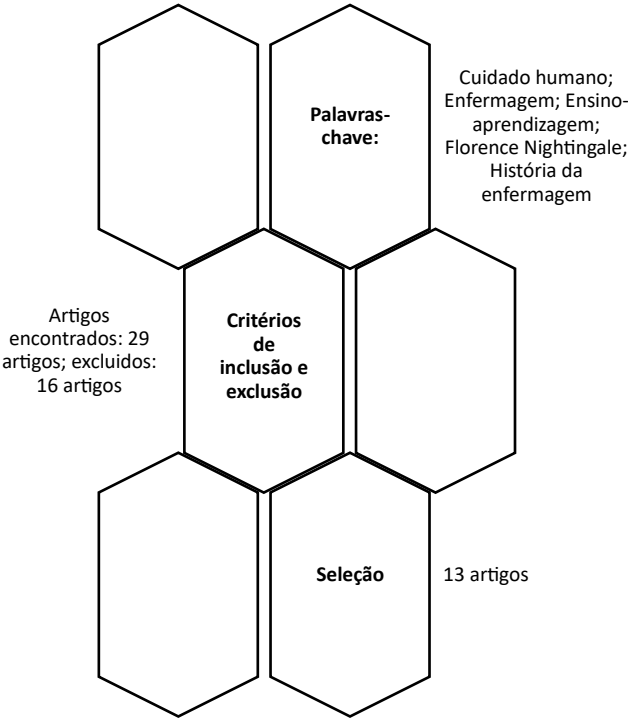 Palavras-
chave:
Cuidado humano;
Enfermagem; Ensino-
aprendizagem;
Florence Nightingale;
História da
enfermagem
Artigos
encontrados: 29
artigos; excluidos:
16 artigos
Critérios
de
inclusão e
exclusão
Seleção
13 artigos